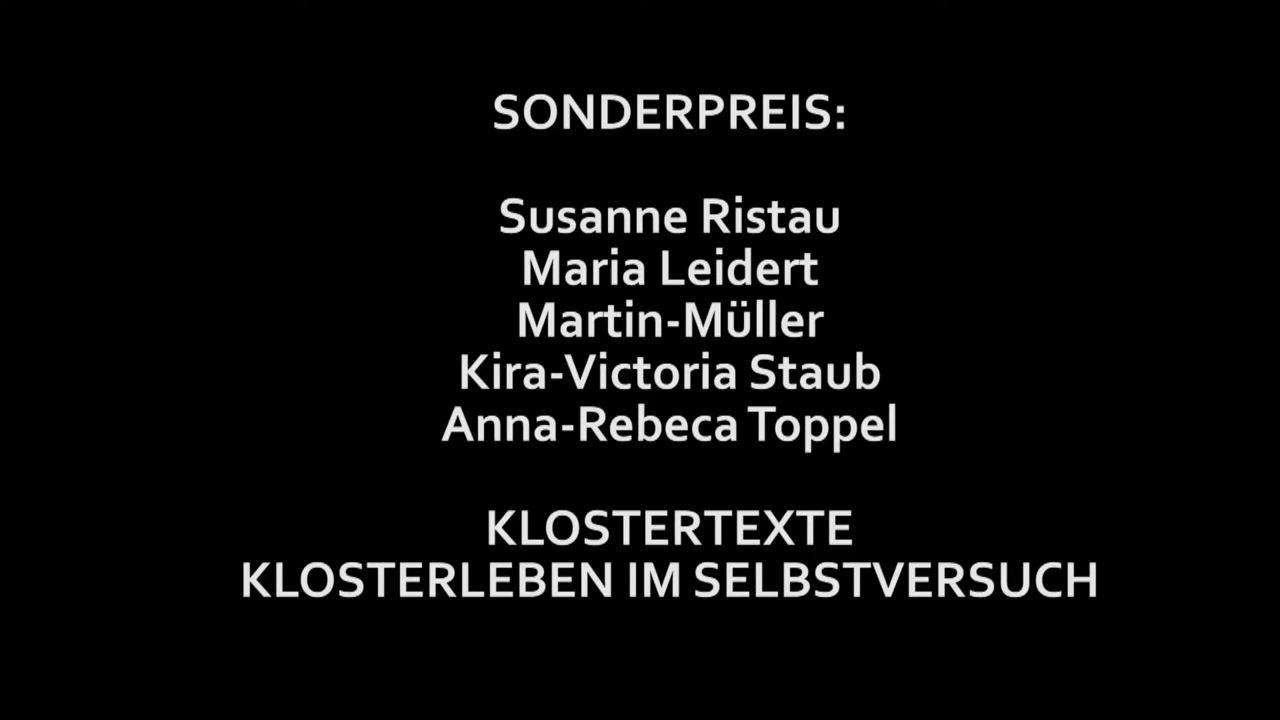 SONDERPREIS:
Susanne Ristau
Maria Leidert
Martin-Müller
Kira-Victoria Staub
Anna-Rebeca Toppel
KLOSTERTEXTE
KLOSTERLEBEN IM SELBSTVERSUCH